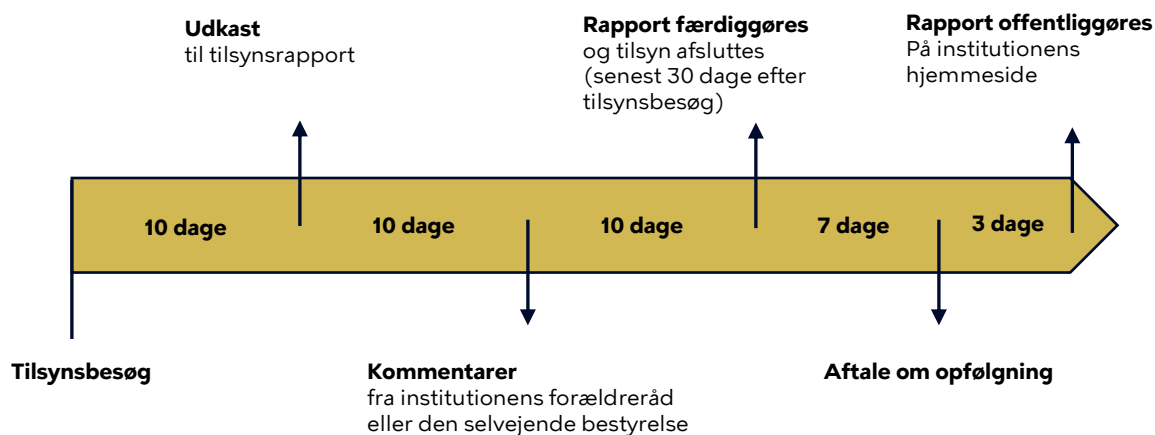 Udkast
til tilsynsrapport
Rapport færdiggøres
og tilsyn afsluttes
(senest 30 dage efter
tilsynsbesøg)
Rapport offentliggøres
På institutionens
hjemmeside
10 dage
10 dage
10 dage
7 dage
3 dage
Tilsynsbesøg
Kommentarer
fra institutionens forældreråd
eller den selvejende bestyrelse
Aftale om opfølgning